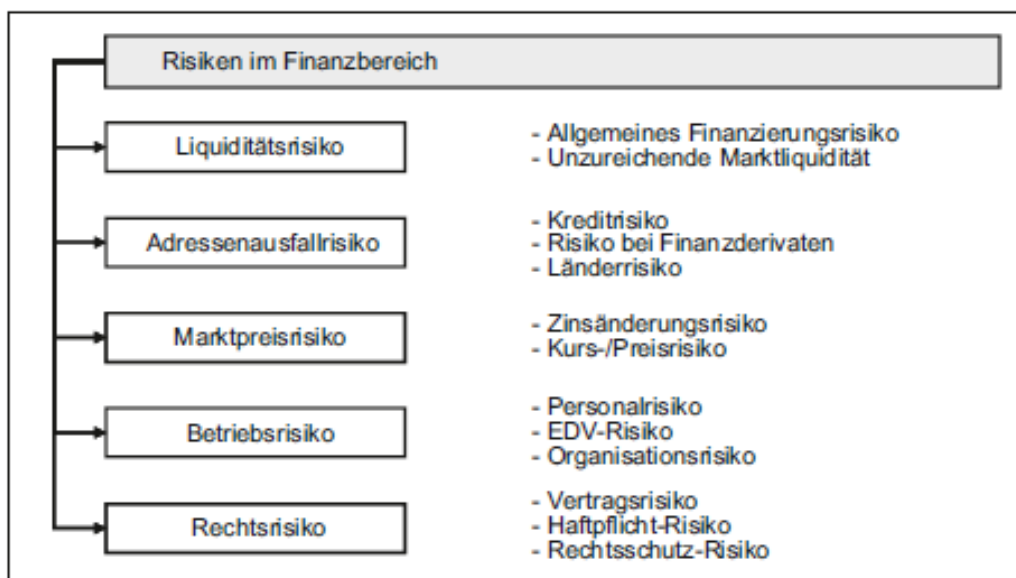 Risiken im Finanzbereich
Liquiditätsrisiko
- Allgemeines Finanzierungsrisiko
- Unzureichende Marktliquidität
Adressenausfallrisiko
- Kreditrisiko
- Risiko bei Finanzderivaten
- Länderrisiko
Marktpreisrisiko
- Zinsänderungsrisiko
- Kurs-/Preisrisiko
Betriebsrisiko
- Personalrisiko
- EDV-Risiko
- Organisationsrisiko
Rechtsrisiko
- Vertragsrisiko
- Haftpflicht-Risiko
- Rechtsschutz-Risiko